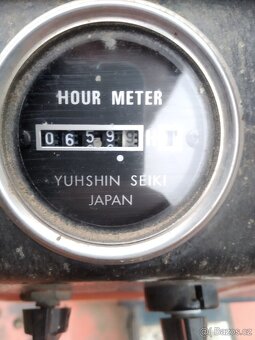 HOUR METER
0659
YUHSHIN SEIKI
JAPAN
Bazos.cz